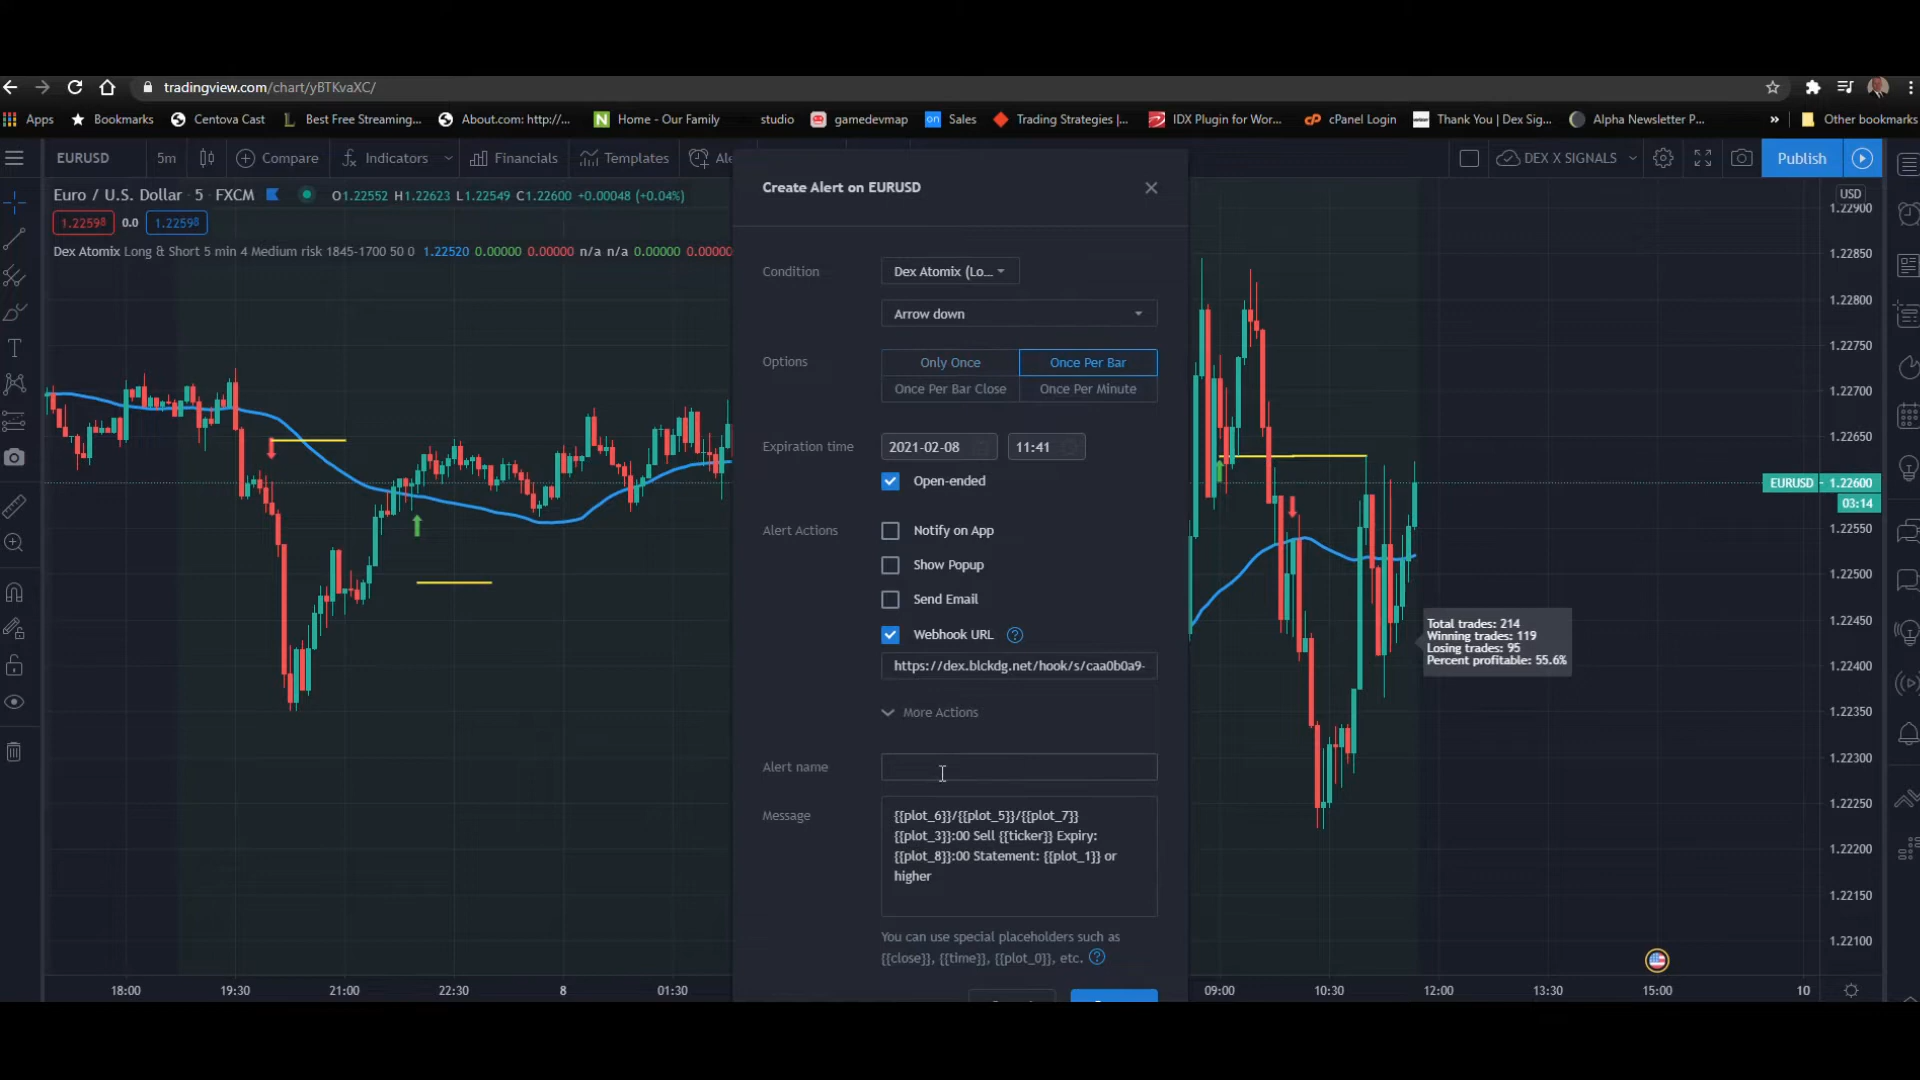 tradingview.com/chart/yBTKvaXC/
Apps Bookmarks Centova Cast Best Free Streaming... About.com: http://... Home - Our Family studio gamedevmap Sales Trading Strategies |... IDX Plugin for Wor... cPanel Login Thank You | Dex Sig... Alpha Newsletter P... » Other bookmarks
EURUSD 5m Compare Indicators Financials Templates Ale DEX X SIGNALS Publish
Euro / U.S. Dollar · 5 · FXCM O1.22552 H1.22623 L1.22549 C1.22600 +0.00048 (+0.04%)
1.22598 0.0 1.22598
Dex Atomix Long & Short 5 min 4 Medium risk 1845-1700 50 0 1.22520 0.00000 0.00000 n/a n/a 0.00000 0.00000
Create Alert on EURUSD
Condition Dex Atomix (Lo...
Arrow down
Options Only Once Once Per Bar
Once Per Bar Close Once Per Minute
Expiration time 2021-02-08 11:41
Open-ended
Alert Actions Notify on App
Show Popup
Send Email
Webhook URL
https://dex.blckdg.net/hook/s/caa0b0a9-
More Actions
Alert name
Message {{plot_6}}/{{plot_5}}/{{plot_7}}
{{plot_3}}:00 Sell {{ticker}} Expiry:
{{plot_8}}:00 Statement: {{plot_1}} or
higher
You can use special placeholders such as
{{close}}, {{time}}, {{plot_0}}, etc.
Total trades: 214
Winning trades: 119
Losing trades: 95
Percent profitable: 55.6%
USD
1.22900
1.22850
1.22800
1.22750
1.22700
1.22650
EURUSD 1.22600
03:14
1.22550
1.22500
1.22450
1.22400
1.22350
1.22300
1.22250
1.22200
1.22150
1.22100
18:00 19:30 21:00 22:30 8 01:30 09:00 10:30 12:00 13:30 15:00 10